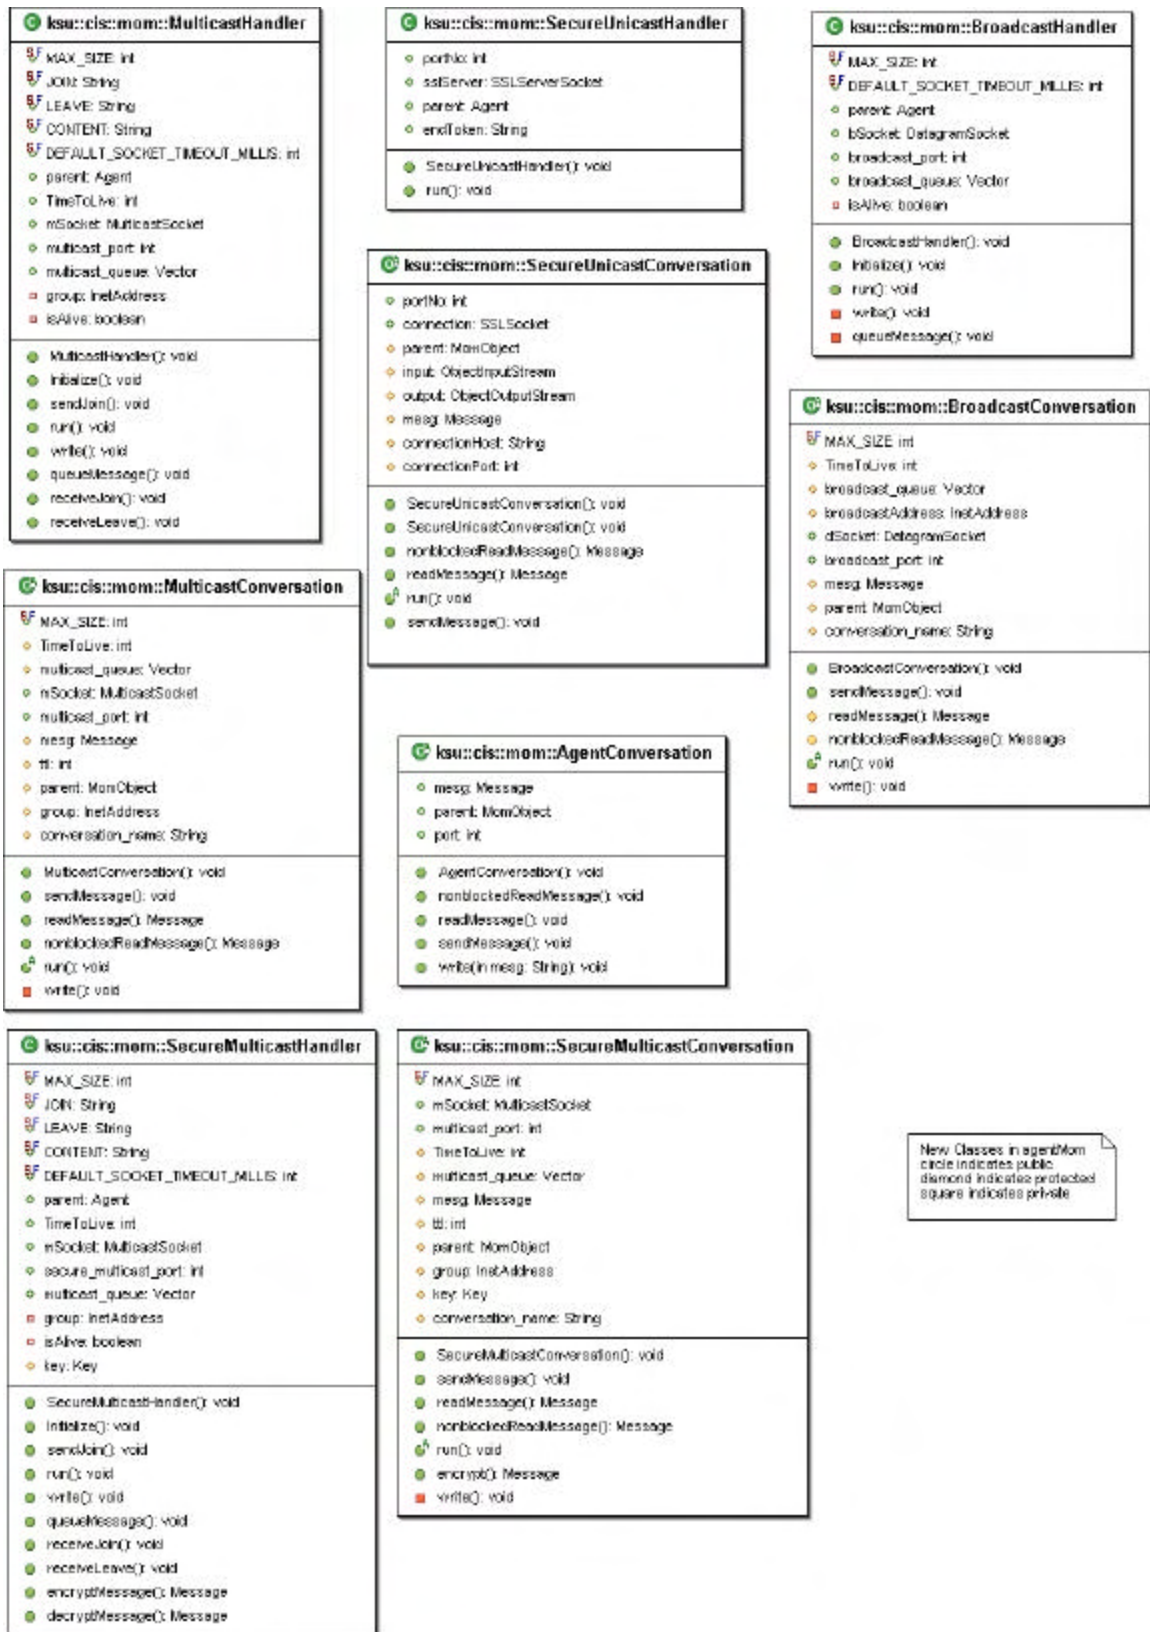 ksu::cis::mom::MulticastHandler
MAX_SIZE: int
JOIN: String
LEAVE: String
CONTENT: String
DEFAULT_SOCKET_TIMEOUT_MILLIS: int
parent: Agent
TimeToLive: int
mSocket: MulticastSocket
multicast_port: int
multicast_queue: Vector
group: InetAddress
isAlive: boolean
MulticastHandler(): void
Initialize(): void
sendJoin(): void
run(): void
write(): void
queueMessage(): void
receiveJoin(): void
receiveLeave(): void
ksu::cis::mom::SecureUnicastHandler
portNo: int
sslServer: SSLServerSocket
parent: Agent
endToken: String
SecureUnicastHandler(): void
run(): void
ksu::cis::mom::BroadcastHandler
MAX_SIZE: int
DEFAULT_SOCKET_TIMEOUT_MILLIS: int
parent: Agent
bSocket: DatagramSocket
broadcast_port: int
broadcast_queue: Vector
isAlive: boolean
BroadcastHandler(): void
Initialize(): void
run(): void
write(): void
queueMessage(): void
ksu::cis::mom::SecureUnicastConversation
portNo: int
connection: SSLSocket
parent: MomObject
input: ObjectInputStream
output: ObjectOutputStream
mesg: Message
connectionHost: String
connectionPort: int
SecureUnicastConversation(): void
SecureUnicastConversation(): void
nonblockedReadMessage(): Message
readMessage(): Message
run(): void
sendMessage(): void
ksu::cis::mom::BroadcastConversation
MAX_SIZE: int
TimeToLive: int
broadcast_queue: Vector
broadcastAddress: InetAddress
dSocket: DatagramSocket
broadcast_port: int
mesg: Message
parent: MomObject
conversation_name: String
BroadcastConversation(): void
sendMessage(): void
readMessage(): Message
nonblockedReadMessage(): Message
run(): void
write(): void
ksu::cis::mom::MulticastConversation
MAX_SIZE: int
TimeToLive: int
multicast_queue: Vector
mSocket: MulticastSocket
multicast_port: int
mesg: Message
ttl: int
parent: MomObject
group: InetAddress
conversation_name: String
MulticastConversation(): void
sendMessage(): void
readMessage(): Message
nonblockedReadMessage(): Message
run(): void
write(): void
ksu::cis::mom::AgentConversation
mesg: Message
parent: MomObject
port: int
AgentConversation(): void
nonblockedReadMessage(): void
readMessage(): void
sendMessage(): void
write(in mesg: String): void
ksu::cis::mom::SecureMulticastHandler
MAX_SIZE: int
JOIN: String
LEAVE: String
CONTENT: String
DEFAULT_SOCKET_TIMEOUT_MILLIS: int
parent: Agent
TimeToLive: int
mSocket: MulticastSocket
secure_multicast_port: int
multicast_queue: Vector
group: InetAddress
isAlive: boolean
key: Key
SecureMulticastHandler(): void
Initialize(): void
sendJoin(): void
run(): void
write(): void
queueMessage(): void
receiveJoin(): void
receiveLeave(): void
encryptMessage(): Message
decryptMessage(): Message
ksu::cis::mom::SecureMulticastConversation
MAX_SIZE: int
mSocket: MulticastSocket
multicast_port: int
TimeToLive: int
multicast_queue: Vector
mesg: Message
ttl: int
parent: MomObject
group: InetAddress
key: Key
conversation_name: String
SecureMulticastConversation(): void
sendMessage(): void
readMessage(): Message
nonblockedReadMessage(): Message
run(): void
encrypt(): Message
write(): void
New Classes in agentMom
circle indicates public
diamond indicates protected
square indicates private